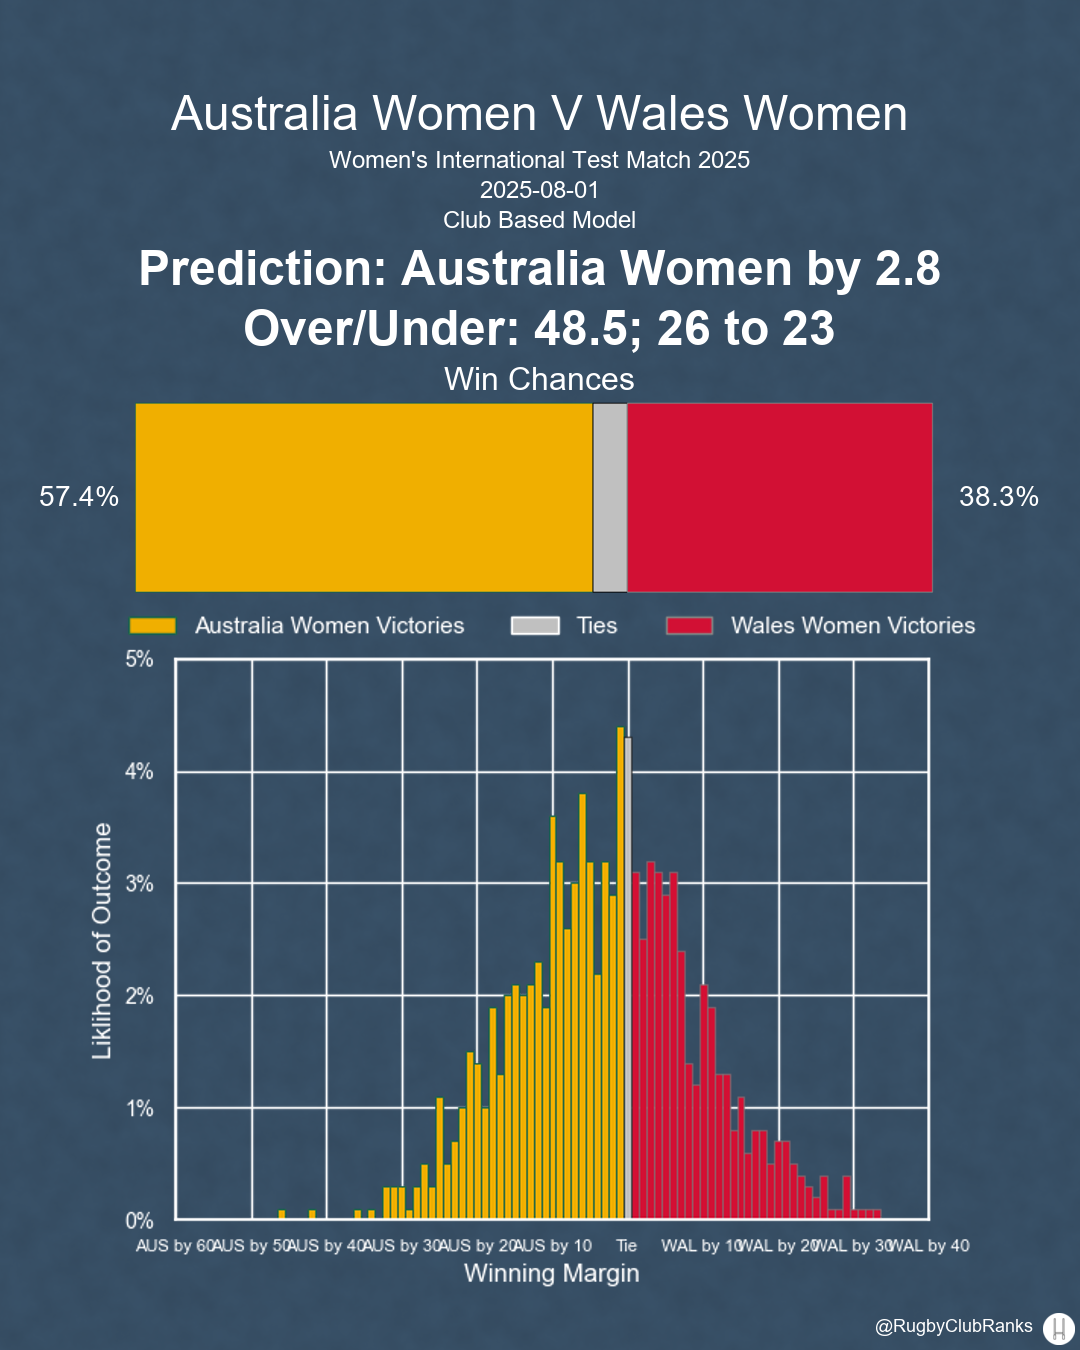 Australia Women V Wales Women
Women's International Test Match 2025
2025-08-01
Club Based Model
Prediction: Australia Women by 2.8
Over/Under: 48.5; 26 to 23
Win Chances
57.4%
38.3%
Australia Women Victories
Ties
Wales Women Victories
5%
4%
3%
2%
1%
0%
Liklihood of Outcome
AUS by 60
AUS by 50
AUS by 40
AUS by 30
AUS by 20
AUS by 10
Tie
WAL by 10
WAL by 20
WAL by 30
WAL by 40
Winning Margin
@RugbyClubRanks